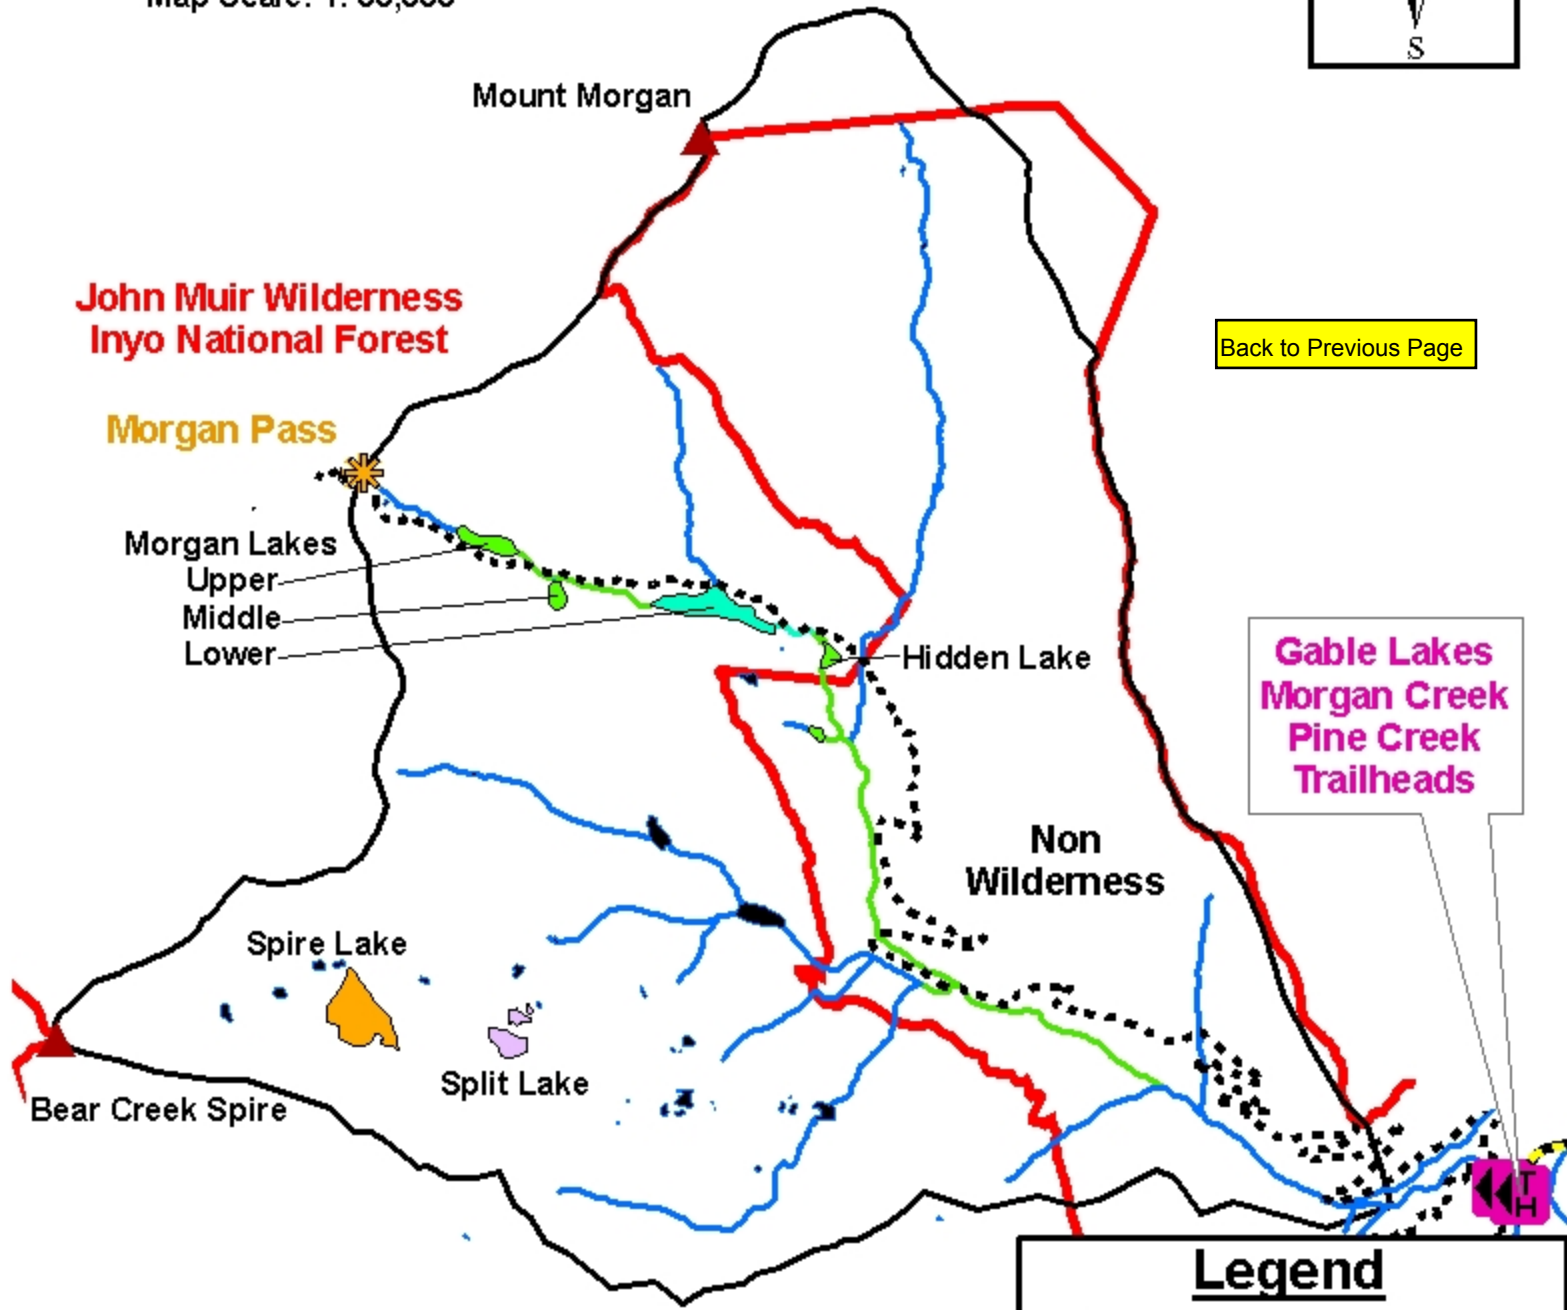 S
Mount Morgan
John Muir Wilderness
Inyo National Forest
Back to Previous Page
Morgan Pass
Morgan Lakes
Upper
Middle
Lower
Hidden Lake
Gable Lakes
Morgan Creek
Pine Creek
Trailheads
Non
Wilderness
Spire Lake
Split Lake
Bear Creek Spire
T
H
Legend